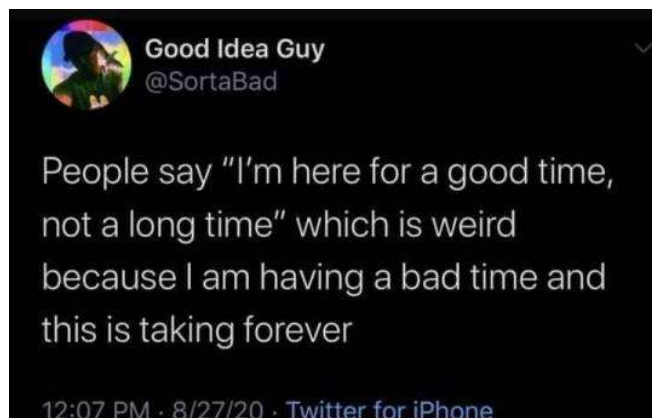 Good Idea Guy
@SortaBad
People say "I'm here for a good time,
not a long time" which is weird
because I am having a bad time and
this is taking forever
12:07 PM · 8/27/20 · Twitter for iPhone